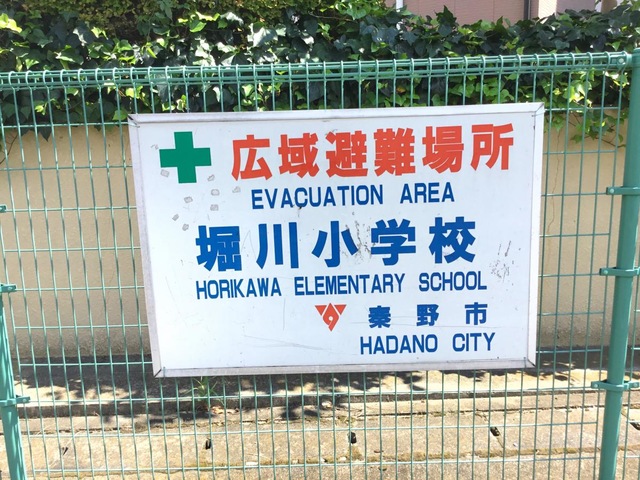 広域避難場所
EVACUATION AREA
堀川小学校
HORIKAWA ELEMENTARY SCHOOL
秦野市
HADANO CITY